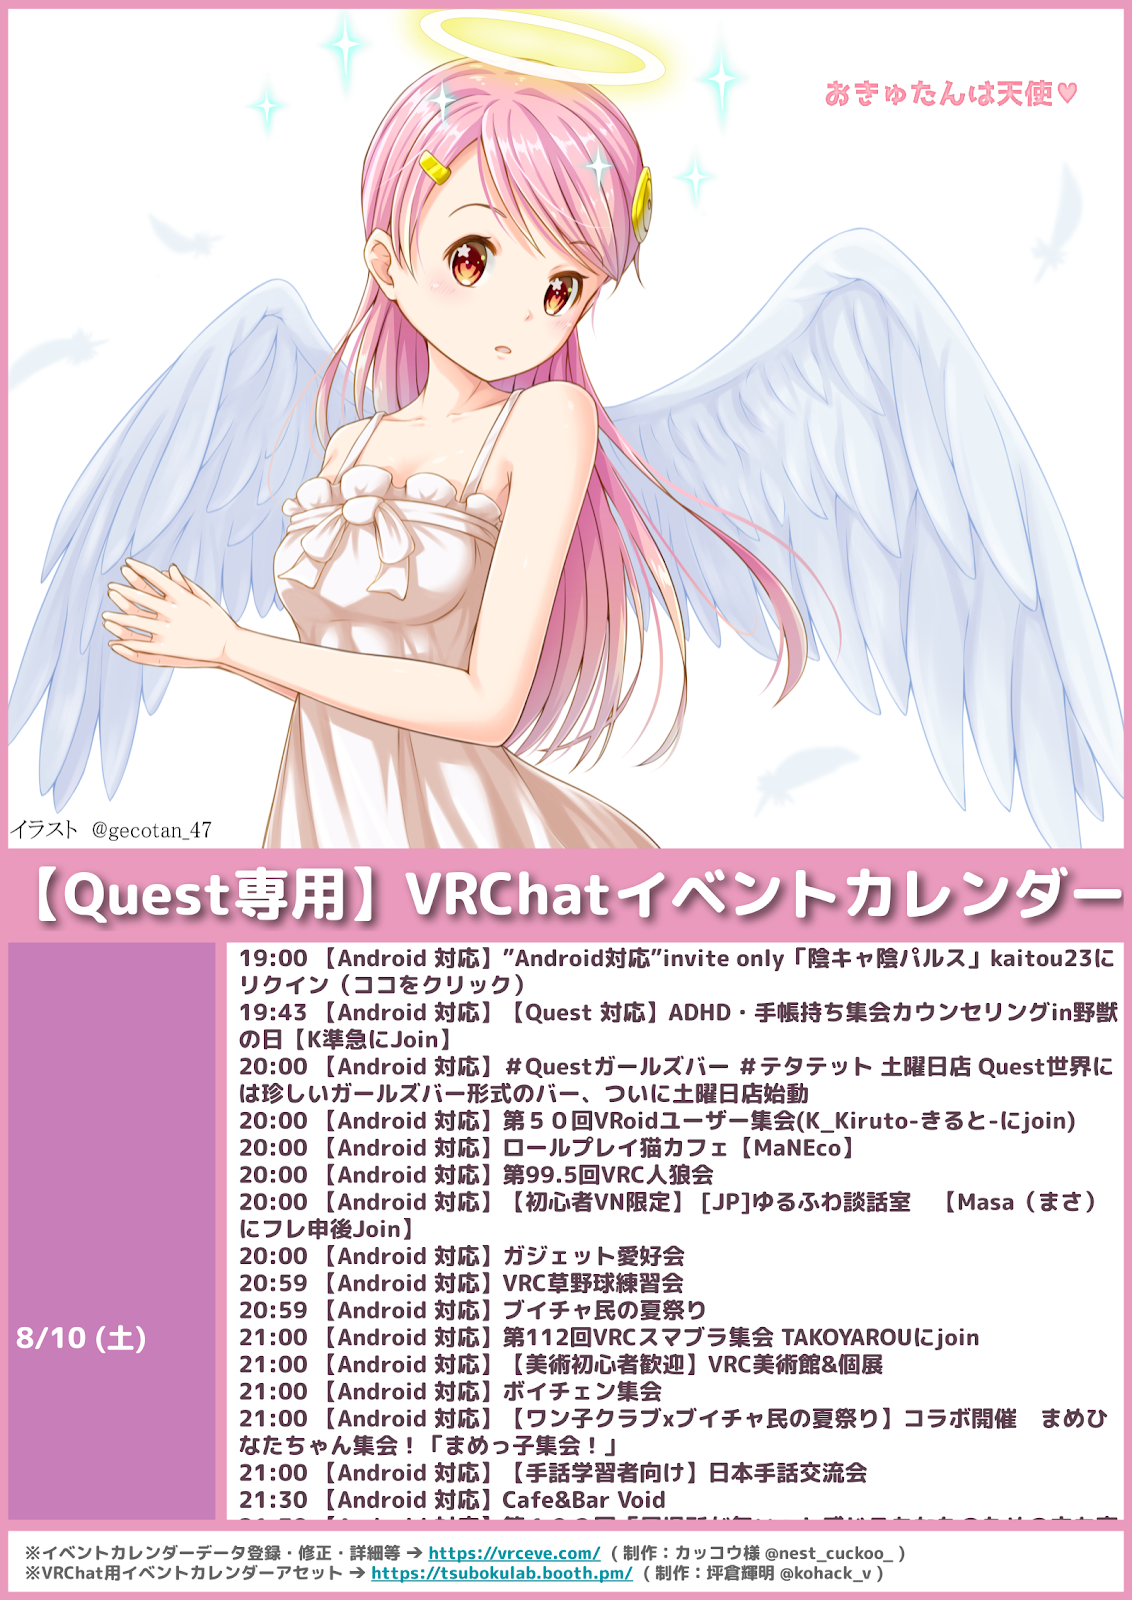 おきゅたんは天使♥
イラスト @gecotan_47
【Quest専用】VRChatイベントカレンダー
8/10 (土)
19:00 【Android 対応】”Android対応”invite only「陰キャ陰パルス」kaitou23に
リクイン（ココをクリック）
19:43 【Android 対応】【Quest 対応】ADHD・手帳持ち集会カウンセリングin野獣
の日【K準急にJoin】
20:00 【Android 対応】＃Questガールズバー ＃テタテット 土曜日店 Quest世界に
は珍しいガールズバー形式のバー、ついに土曜日店始動
20:00 【Android 対応】第５０回VRoidユーザー集会(K_Kiruto-きると-にjoin)
20:00 【Android 対応】ロールプレイ猫カフェ【MaNEco】
20:00 【Android 対応】第99.5回VRC人狼会
20:00 【Android 対応】【初心者VN限定】 [JP]ゆるふわ談話室　【Masa（まさ）
にフレ申後Join】
20:00 【Android 対応】ガジェット愛好会
20:59 【Android 対応】VRC草野球練習会
20:59 【Android 対応】ブイチャ民の夏祭り
21:00 【Android 対応】第112回VRCスマブラ集会 TAKOYAROUにjoin
21:00 【Android 対応】【美術初心者歓迎】VRC美術館&個展
21:00 【Android 対応】ボイチェン集会
21:00 【Android 対応】【ワン子クラブxブイチャ民の夏祭り】コラボ開催　まめひ
なたちゃん集会！「まめっ子集会！」
21:00 【Android 対応】【手話学習者向け】日本手話交流会
21:30 【Android 対応】Cafe&Bar Void
※イベントカレンダーデータ登録・修正・詳細等 ➔ https://vrceve.com/ （制作：カッコウ様 @nest_cuckoo_ ）
※VRChat用イベントカレンダーアセット ➔ https://tsubokulab.booth.pm/ （制作：坪倉輝明 @kohack_v ）